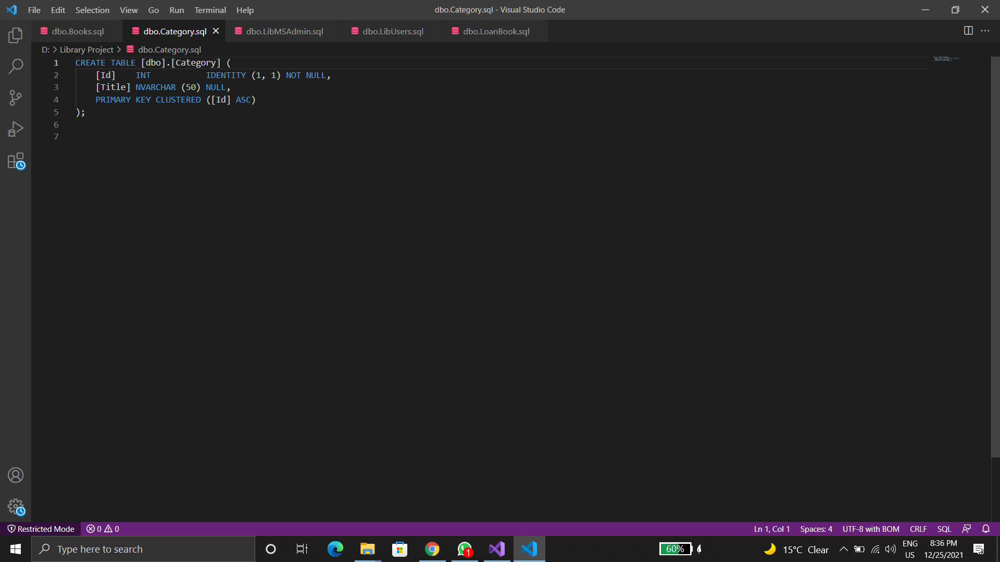 File Edit Selection View Go Run Terminal Help
dbo.Category.sql - Visual Studio Code
dbo.Books.sql dbo.Category.sql dbo.LibMSAdmin.sql dbo.LibUsers.sql dbo.LoanBook.sql
D: > Library Project > dbo.Category.sql
1 CREATE TABLE [dbo].[Category] (
2     [Id]    INT           IDENTITY (1, 1) NOT NULL,
3     [Title] NVARCHAR (50) NULL,
4     PRIMARY KEY CLUSTERED ([Id] ASC)
5 );
6
7
Restricted Mode 0 0 Ln 1, Col 1 Spaces: 4 UTF-8 with BOM CRLF SQL
Type here to search 1 60% 15°C Clear ENG US 8:36 PM 12/25/2021